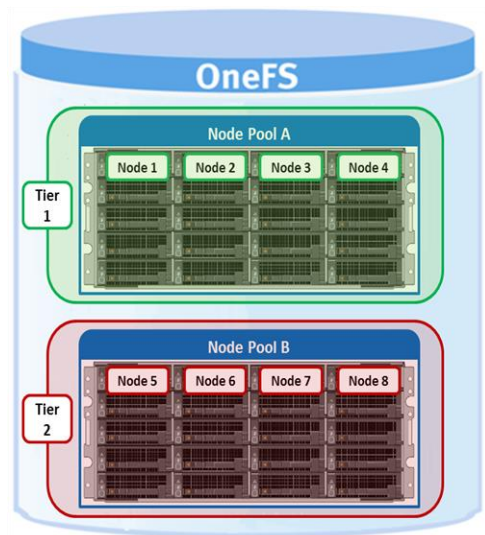 OneFS
Node Pool A
Node 1 Node 2 Node 3 Node 4
Tier
1
Node Pool B
Node 5 Node 6 Node 7 Node 8
Tier
2